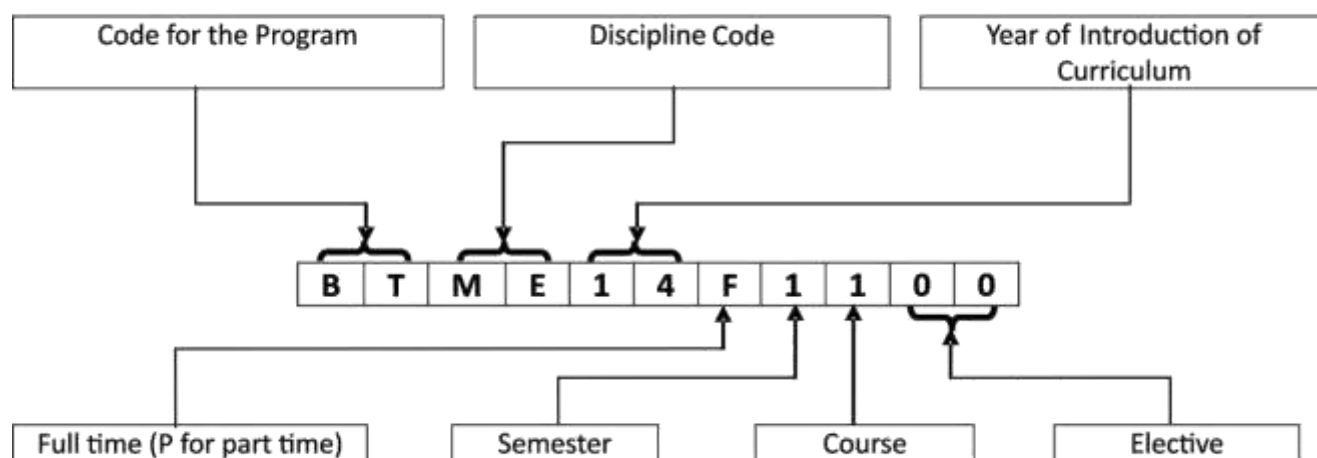 Code for the Program
Discipline Code
Year of Introduction of
Curriculum
B T M E 1 4 F 1 1 0 0
Full time (P for part time)
Semester
Course
Elective